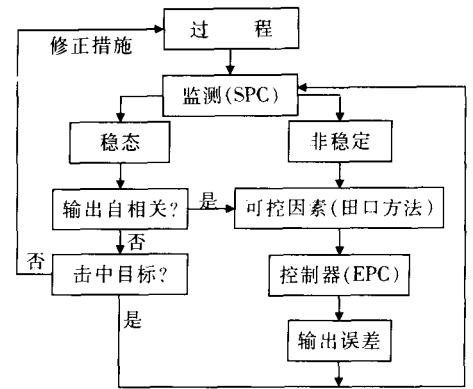 过 程
修正措施
监测(SPC)
稳态 非稳定
输出自相关? 是 可控因素(田口方法)
否
否 击中目标? 控制器(EPC)
是 输出误差